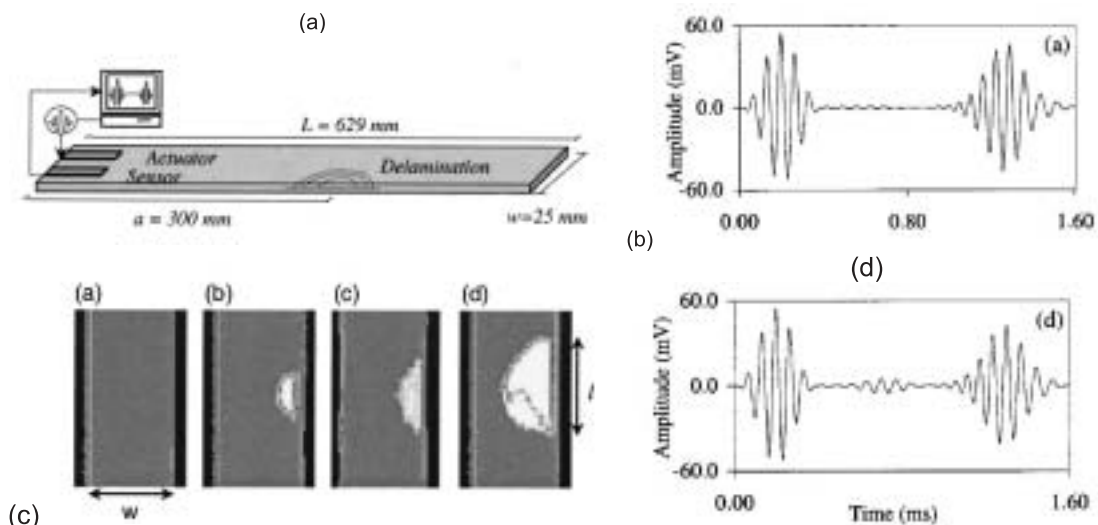 (a)
L = 629 mm
Actuator
Sensor
Delamination
a = 300 mm
w=25 mm
60.0
(a)
Amplitude (mV)
0.0
-60.0
0.00
0.80
1.60
(b)
(d)
60.0
(d)
Amplitude (mV)
0.0
-60.0
0.00
1.60
Time (ms)
(a)
(b)
(c)
(d)
l
w
(c)